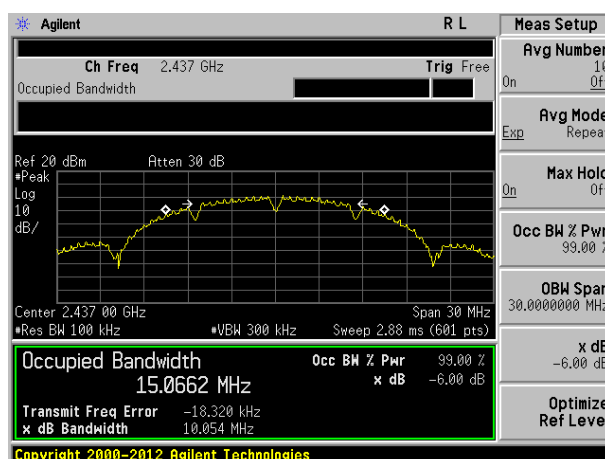 Agilent R L Meas Setup
Ch Freq 2.437 GHz Trig Free
Occupied Bandwidth
Avg Number
On
Avg Mode
Exp
Max Hold
On
Occ BW % Pwr
99.00 %
OBW Span
30.0000000 MHz
x dB
-6.00 dB
Optimize
Ref Level
Ref 20 dBm Atten 30 dB
#Peak
Log
10
dB/
Center 2.437 00 GHz Span 30 MHz
#Res BW 100 kHz #VBW 300 kHz Sweep 2.88 ms (601 pts)
Occupied Bandwidth Occ BW % Pwr 99.00 %
15.0662 MHz x dB -6.00 dB
Transmit Freq Error -18.320 kHz
x dB Bandwidth 10.054 MHz
Copyright 2000-2012 Agilent Technologies